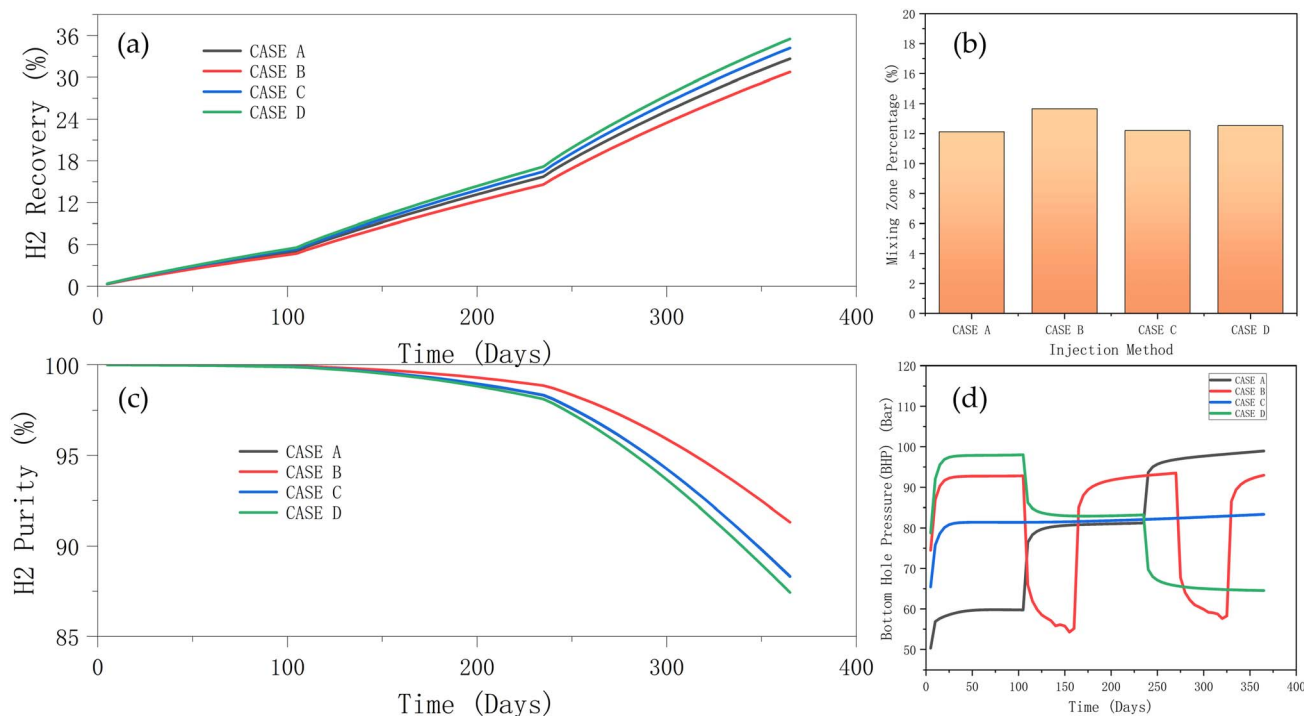 (a)
H2 Recovery (%)
36
30
24
18
12
6
0
CASE A
CASE B
CASE C
CASE D
0
100
200
300
400
Time (Days)
(b)
Mixing Zone Percentage (%)
20
18
16
14
12
10
8
6
4
2
0
CASE A
CASE B
CASE C
CASE D
Injection Method
(c)
H2 Purity (%)
100
95
90
85
CASE A
CASE B
CASE C
CASE D
0
100
200
300
400
Time (Days)
(d)
Bottom Hole Pressure(BHP) (Bar)
120
110
100
90
80
70
60
50
CASE A
CASE B
CASE C
CASE D
0
50
100
150
200
250
300
350
400
Time (Days)